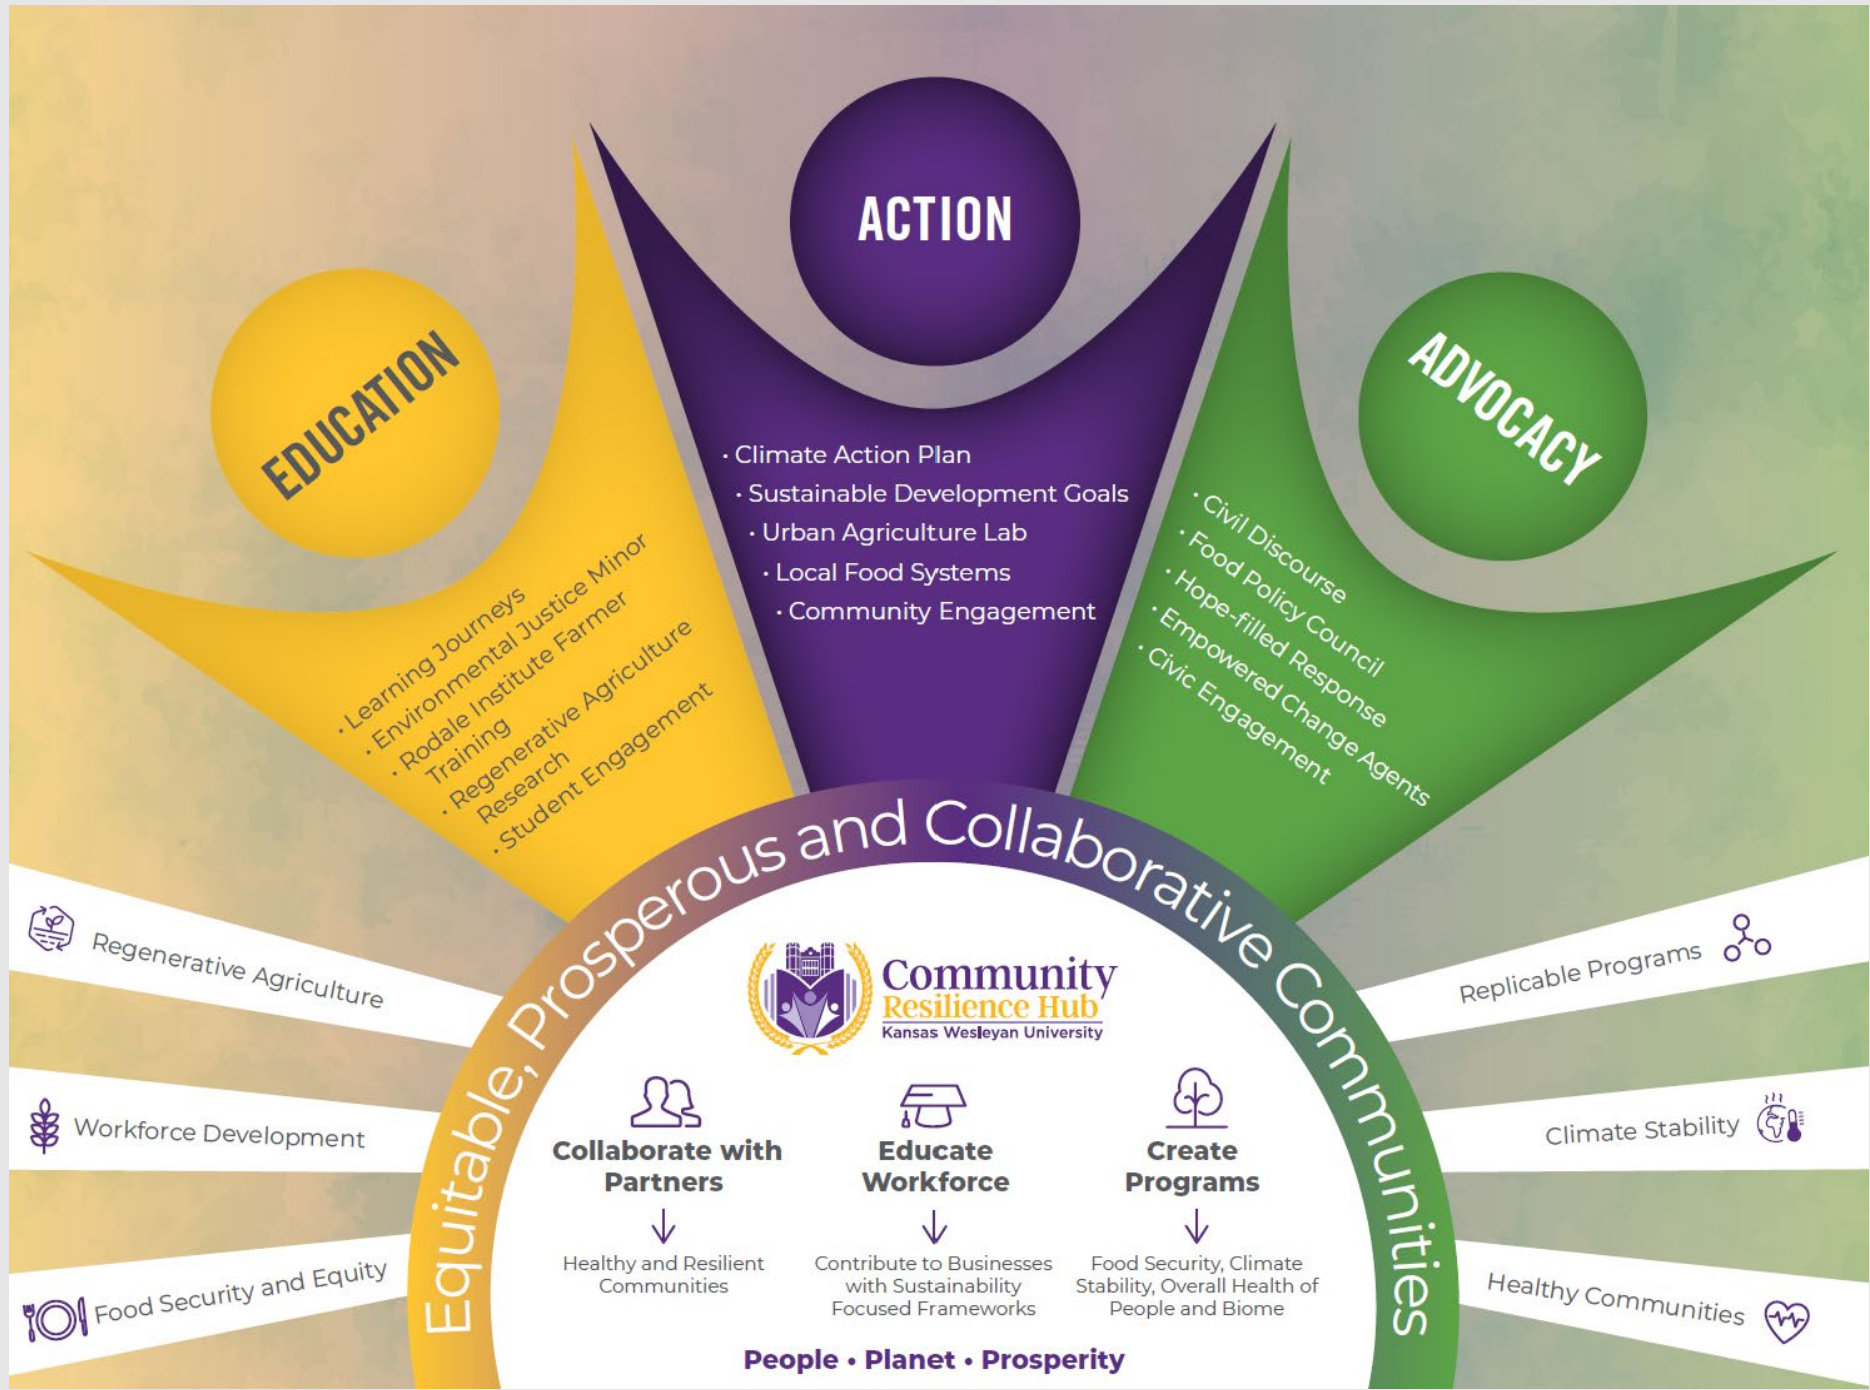 EDUCATION
· Learning Journeys
· Environmental Justice Minor
· Rodale Institute Farmer
Training
· Regenerative Agriculture
Research
· Student Engagement
ACTION
· Climate Action Plan
· Sustainable Development Goals
· Urban Agriculture Lab
· Local Food Systems
· Community Engagement
ADVOCACY
· Civil Discourse
· Food Policy Council
· Hope-filled Response
· Empowered Change Agents
· Civic Engagement
Equitable, Prosperous and Collaborative Communities
Regenerative Agriculture
Workforce Development
Food Security and Equity
Community
Resilience Hub
Kansas Wesleyan University
Collaborate with
Partners
Healthy and Resilient
Communities
Educate
Workforce
Contribute to Businesses
with Sustainability
Focused Frameworks
Create
Programs
Food Security, Climate
Stability, Overall Health of
People and Biome
People • Planet • Prosperity
Replicable Programs
Climate Stability
Healthy Communities